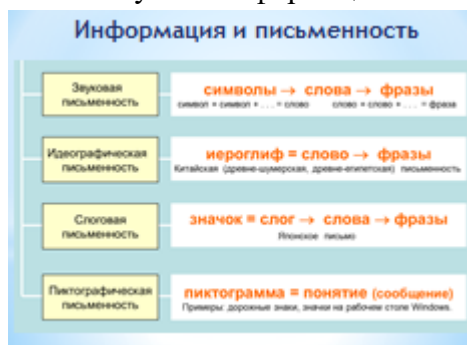 Информация и письменность
Звуковая
письменность
символы → слова → фразы
символ + символ + . . . = слово слово + слово + . . . = фраза
Идеографическая
письменность
иероглиф = слово → фразы
Китайская (древне-шумерская, древне-египетская) письменность
Слоговая
письменность
значок = слог → слова → фразы
Японское письмо
Пиктографическая
письменность
пиктограмма = понятие (сообщение)
Примеры: дорожные знаки, значки на рабочем столе Windows.